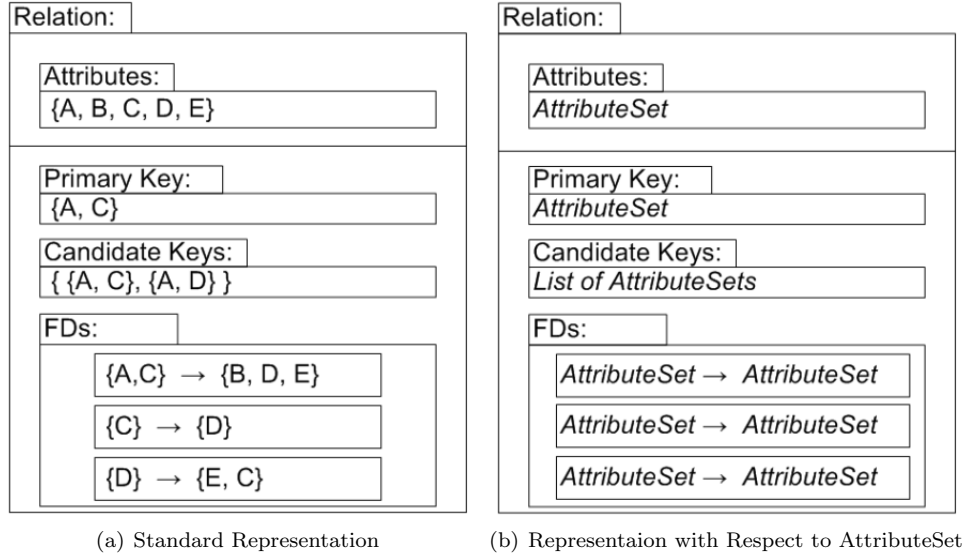 Relation:
Attributes:
{A, B, C, D, E}
Primary Key:
{A, C}
Candidate Keys:
{ {A, C}, {A, D} }
FDs:
{A,C} → {B, D, E}
{C} → {D}
{D} → {E, C}
(a) Standard Representation
Relation:
Attributes:
AttributeSet
Primary Key:
AttributeSet
Candidate Keys:
List of AttributeSets
FDs:
AttributeSet → AttributeSet
AttributeSet → AttributeSet
AttributeSet → AttributeSet
(b) Representaion with Respect to AttributeSet